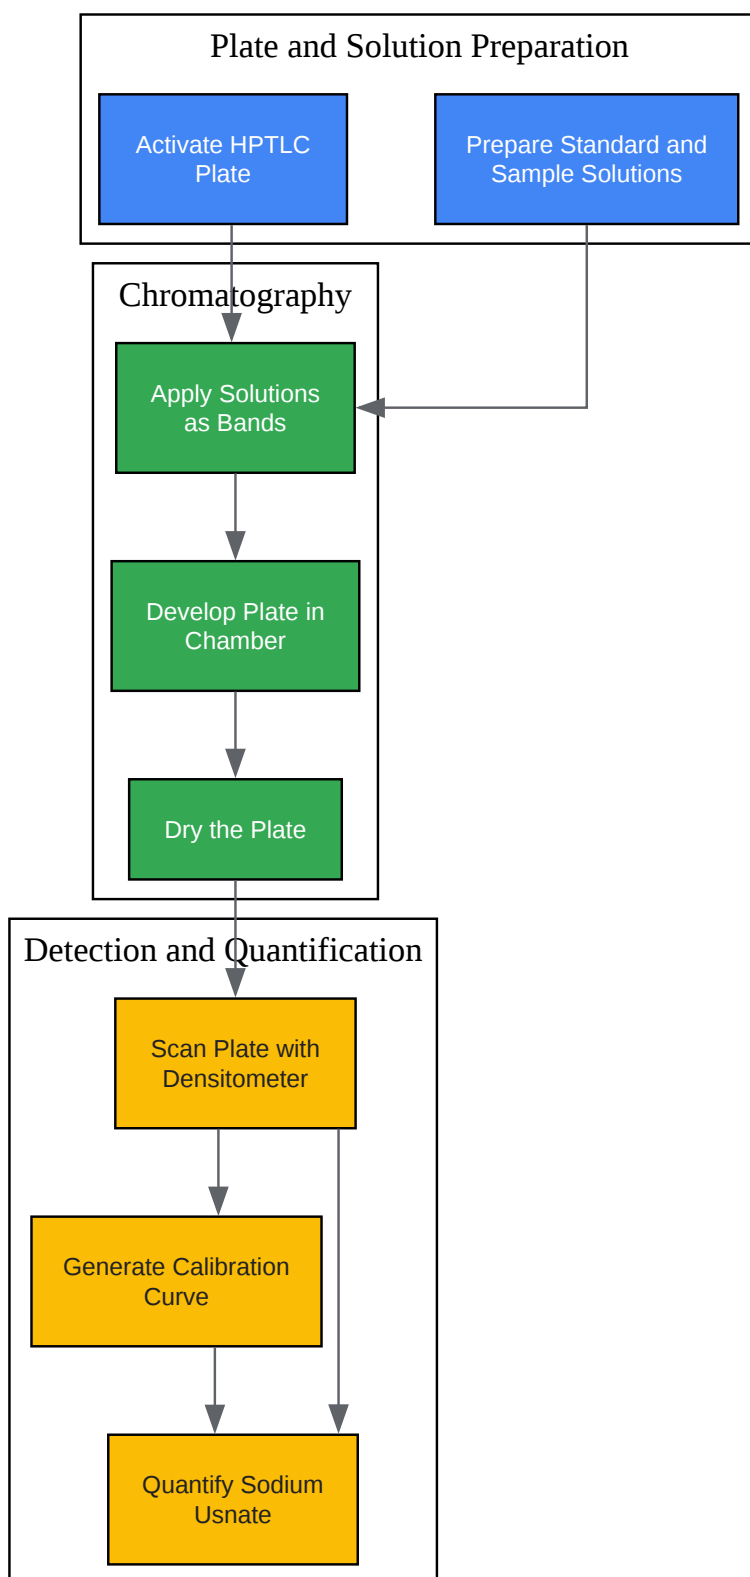 Plate and Solution Preparation
Activate HPTLC
Plate
Prepare Standard and
Sample Solutions
Chromatography
Apply Solutions
as Bands
Develop Plate in
Chamber
Dry the Plate
Detection and Quantification
Scan Plate with
Densitometer
Generate Calibration
Curve
Quantify Sodium
Usnate